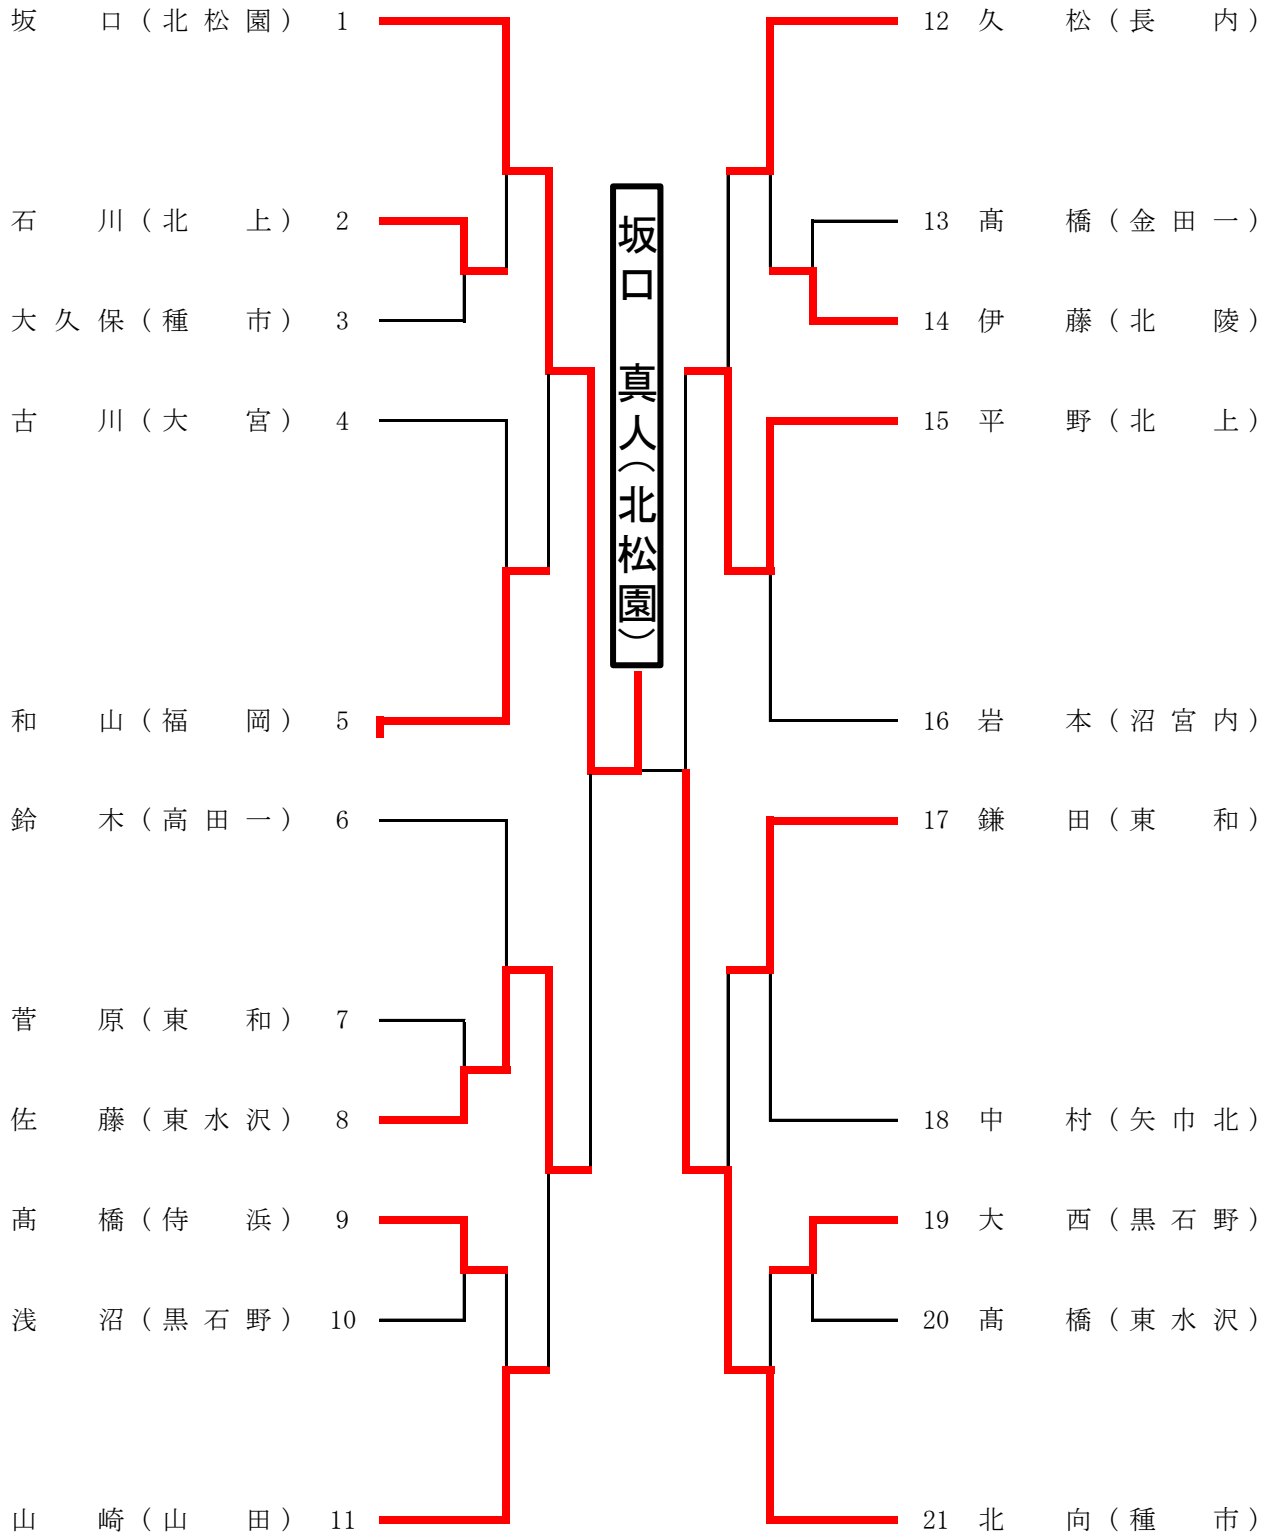 坂口（北松園） 1
石川（北上） 2
大久保（種市） 3
古川（大宮） 4
和山（福岡） 5
鈴木（高田一） 6
菅原（東和） 7
佐藤（東水沢） 8
髙橋（侍浜） 9
浅沼（黒石野） 10
山崎（山田） 11
坂口 真人（北松園）
12 久松（長内）
13 髙橋（金田一）
14 伊藤（北陵）
15 平野（北上）
16 岩本（沼宮内）
17 鎌田（東和）
18 中村（矢巾北）
19 大西（黒石野）
20 髙橋（東水沢）
21 北向（種市）